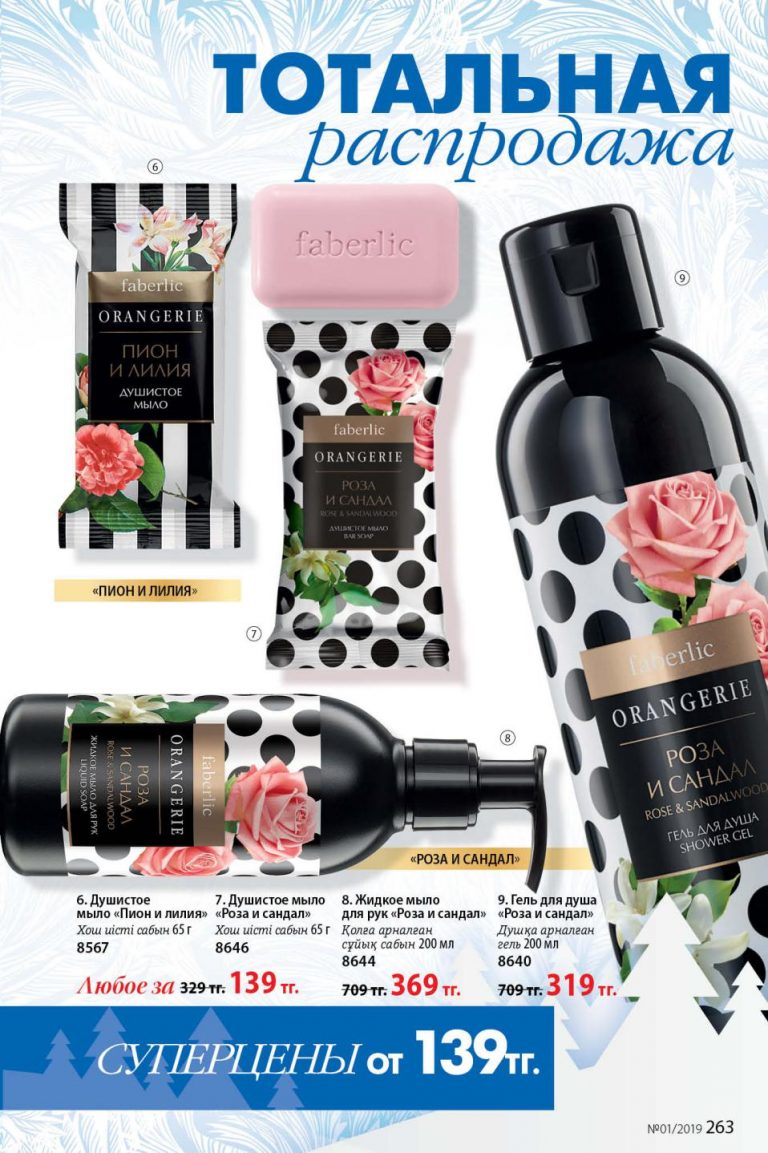 ТОТАЛЬНАЯ
распродажа
6
faberlic
ORANGERIE
ПИОН
И ЛИЛИЯ
ДУШИСТОЕ
МЫЛО
«ПИОН И ЛИЛИЯ»
faberlic
7
faberlic
ORANGERIE
РОЗА
И САНДАЛ
ROSE & SANDALWOOD
ДУШИСТОЕ МЫЛО
BAR SOAP
9
faberlic
ORANGERIE
РОЗА
И САНДАЛ
ROSE & SANDALWOOD
ГЕЛЬ ДЛЯ ДУША
SHOWER GEL
8
faberlic
ORANGERIE
РОЗА
И САНДАЛ
ROSE & SANDALWOOD
ЖИДКОЕ МЫЛО ДЛЯ РУК
LIQUID SOAP
«РОЗА И САНДАЛ»
6. Душистое
мыло «Пион и лилия»
Хош иісті сабын 65 г
8567
7. Душистое мыло
«Роза и сандал»
Хош иісті сабын 65 г
8646
Любое за 329 тг. 139 тг.
8. Жидкое мыло
для рук «Роза и сандал»
Қолға арналған
сұйық сабын 200 мл
8644
709 тг. 369 тг.
9. Гель для душа
«Роза и сандал»
Душқа арналған
гель 200 мл
8640
709 тг. 319 тг.
СУПЕРЦЕНЫ от 139тг.
№01/2019 263